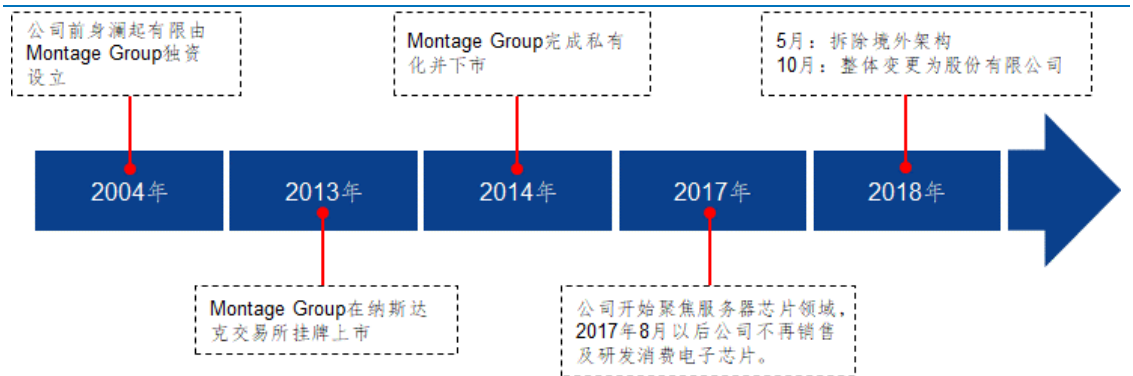 公司前身澜起有限由
Montage Group独资
设立
Montage Group完成私有
化并下市
5月：拆除境外架构
10月：整体变更为股份有限公司
2004年
2013年
2014年
2017年
2018年
Montage Group在纳斯达
克交易所挂牌上市
公司开始聚焦服务器芯片领域，
2017年8月以后公司不再销售
及研发消费电子芯片。